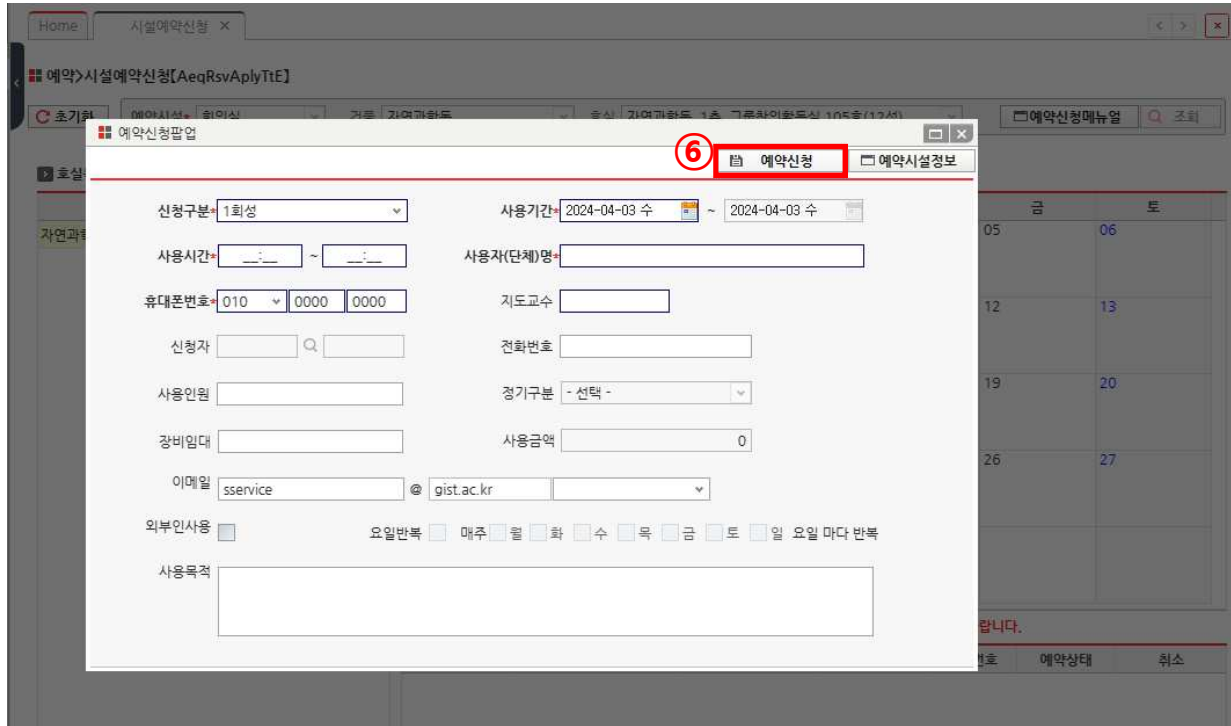 Home 시설예약신청 ×
예약>시설예약신청【AeqRsvAplyTtE】
초기화 예약시설* 회의실 건물 자연과학동 호실 자연과학동 1층 그룹창의활동실 105호(12석) 예약신청메뉴얼 조회
예약신청팝업
⑥ 예약신청 예약시설정보
호실
금 토
신청구분* 1회성 사용기간* 2024-04-03 수 ~ 2024-04-03 수
자연과학 05 06
사용시간* __:__ ~ __:__ 사용자(단체)명*
휴대폰번호* 010 0000 0000 지도교수
12 13
신청자 전화번호
사용인원 정기구분 - 선택 -
19 20
장비임대 사용금액 0
26 27
이메일 sservice @ gist.ac.kr
외부인사용 요일반복 매주 월 화 수 목 금 토 일 요일 마다 반복
사용목적
랍니다.
번호 예약상태 취소